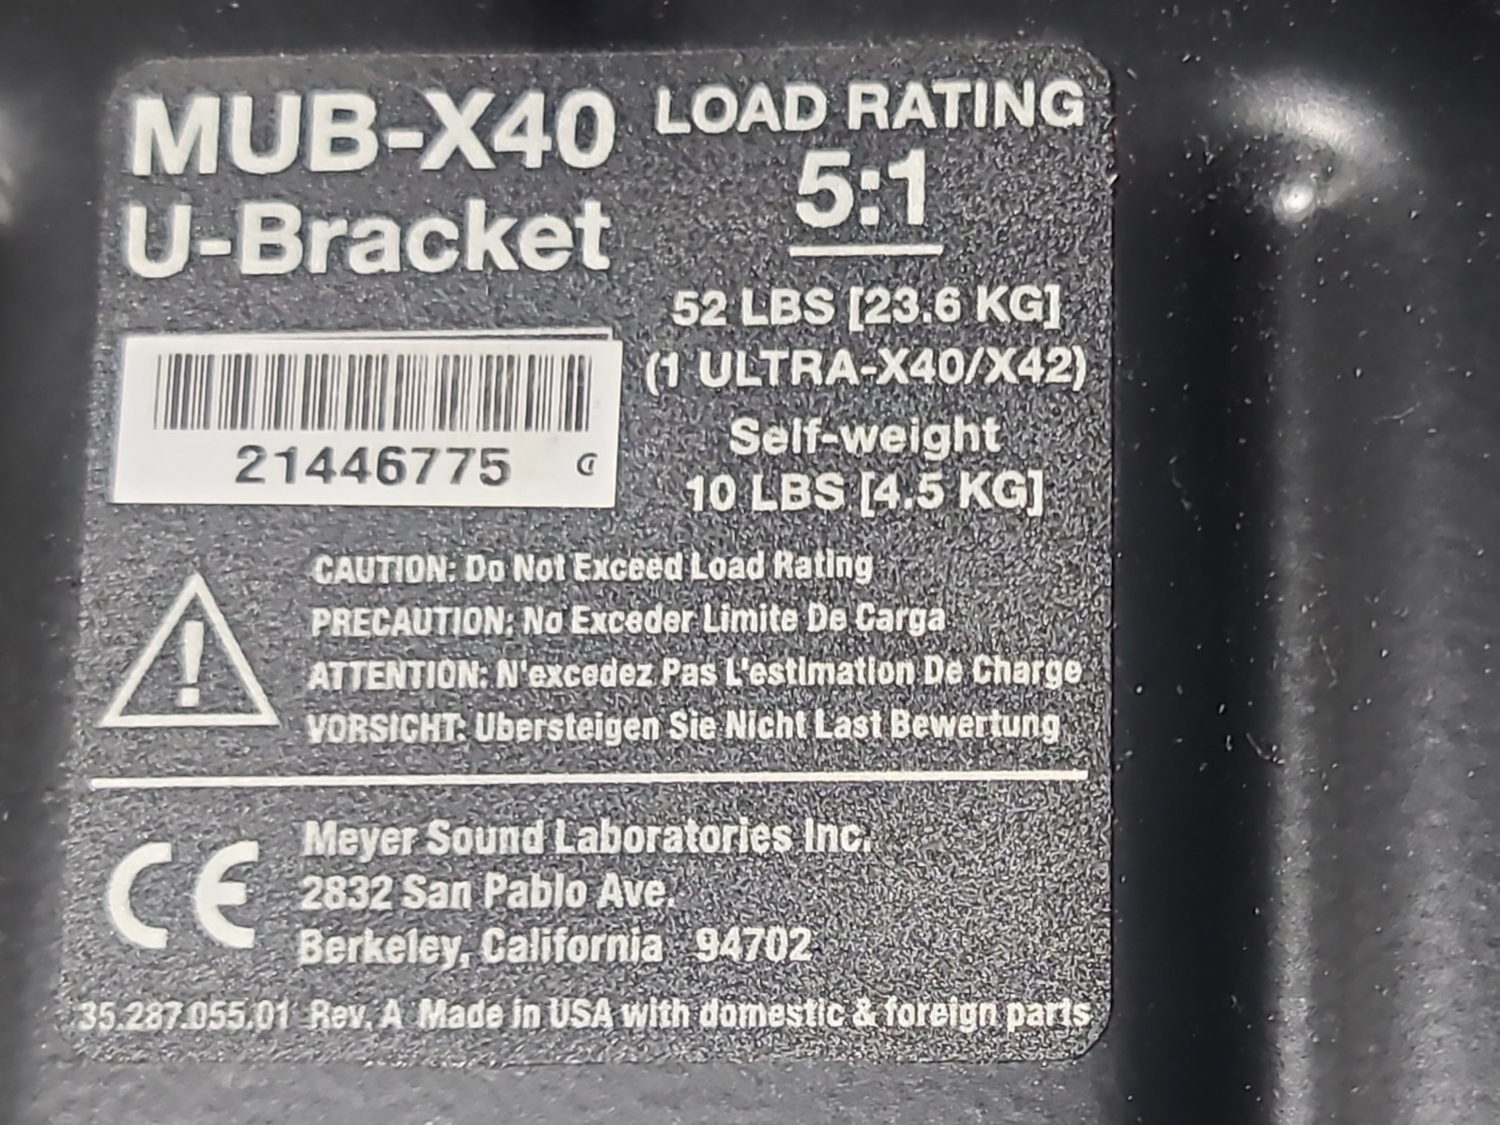 MUB-X40
U-Bracket
21446775
LOAD RATING
5:1
52 LBS [23.6 KG]
(1 ULTRA-X40/X42)
Self-weight
10 LBS [4.5 KG]
CAUTION: Do Not Exceed Load Rating
PRECAUTION: No Exceder Limite De Carga
ATTENTION: N'excedez Pas L'estimation De Charge
VORSICHT: Ubersteigen Sie Nicht Last Bewertung
CE
Meyer Sound Laboratories Inc.
2832 San Pablo Ave.
Berkeley, California 94702
35.287.055.01 Rev. A Made in USA with domestic & foreign parts